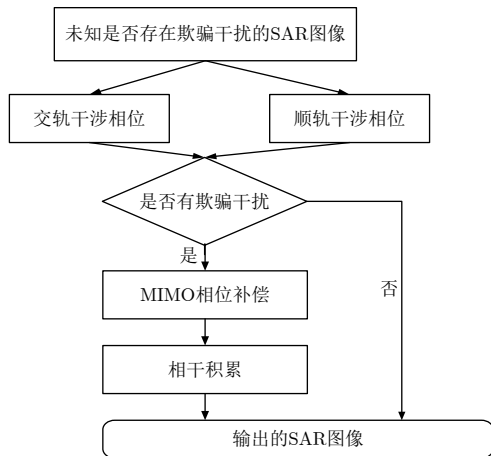 未知是否存在欺骗干扰的SAR图像
交轨干涉相位
顺轨干涉相位
是否有欺骗干扰
是
否
MIMO相位补偿
相干积累
输出的SAR图像